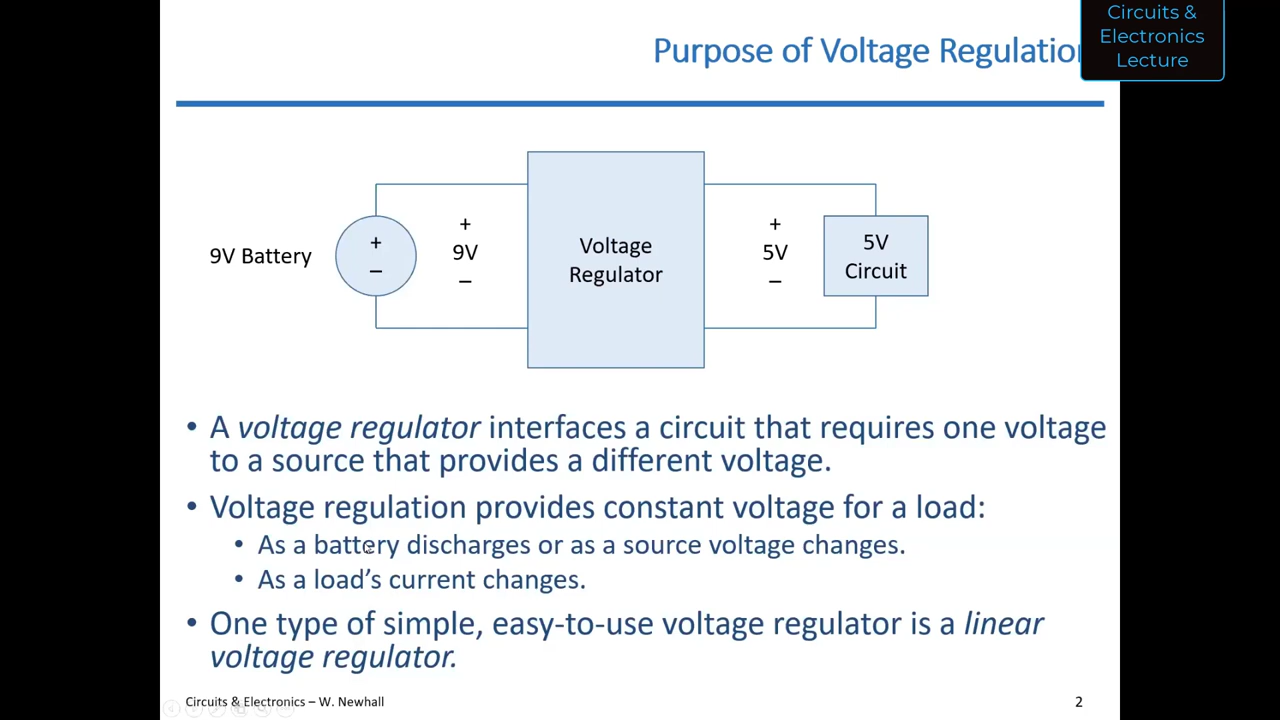 Circuits &
Electronics
Lecture
Purpose of Voltage Regulatio
9V Battery
+
–
+
9V
–
Voltage
Regulator
+
5V
–
5V
Circuit
• A voltage regulator interfaces a circuit that requires one voltage
to a source that provides a different voltage.
• Voltage regulation provides constant voltage for a load:
• As a battery discharges or as a source voltage changes.
• As a load’s current changes.
• One type of simple, easy-to-use voltage regulator is a linear
voltage regulator.
Circuits & Electronics – W. Newhall
2